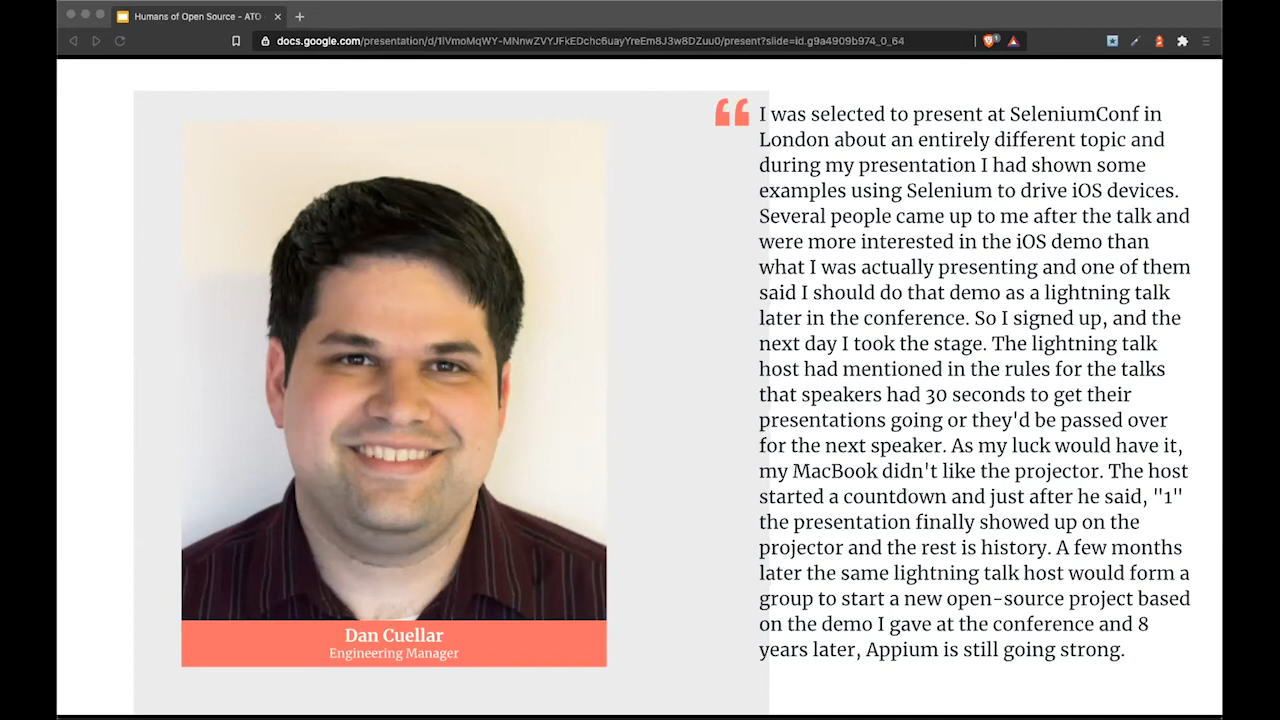 Humans of Open Source - ATO
docs.google.com/presentation/d/1iVmoMqWY-MNnwZVYJFkEDchc6uayYreEm8J3w8DZuu0/present?slide=id.g9a4909b974_0_64
“
I was selected to present at SeleniumConf in
London about an entirely different topic and
during my presentation I had shown some
examples using Selenium to drive iOS devices.
Several people came up to me after the talk and
were more interested in the iOS demo than
what I was actually presenting and one of them
said I should do that demo as a lightning talk
later in the conference. So I signed up, and the
next day I took the stage. The lightning talk
host had mentioned in the rules for the talks
that speakers had 30 seconds to get their
presentations going or they'd be passed over
for the next speaker. As my luck would have it,
my MacBook didn't like the projector. The host
started a countdown and just after he said, "1"
the presentation finally showed up on the
projector and the rest is history. A few months
later the same lightning talk host would form a
group to start a new open-source project based
on the demo I gave at the conference and 8
years later, Appium is still going strong.
Dan Cuellar
Engineering Manager